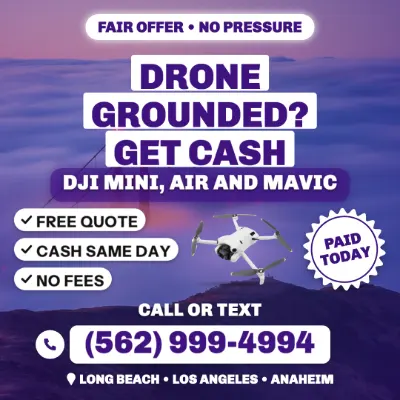 FAIR OFFER • NO PRESSURE
DRONE
GROUNDED?
GET CASH
DJI MINI, AIR AND MAVIC
FREE QUOTE
CASH SAME DAY
NO FEES
PAID
TODAY
CALL OR TEXT
(562) 999-4994
LONG BEACH • LOS ANGELES • ANAHEIM